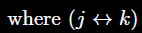 where (j ↔ k)